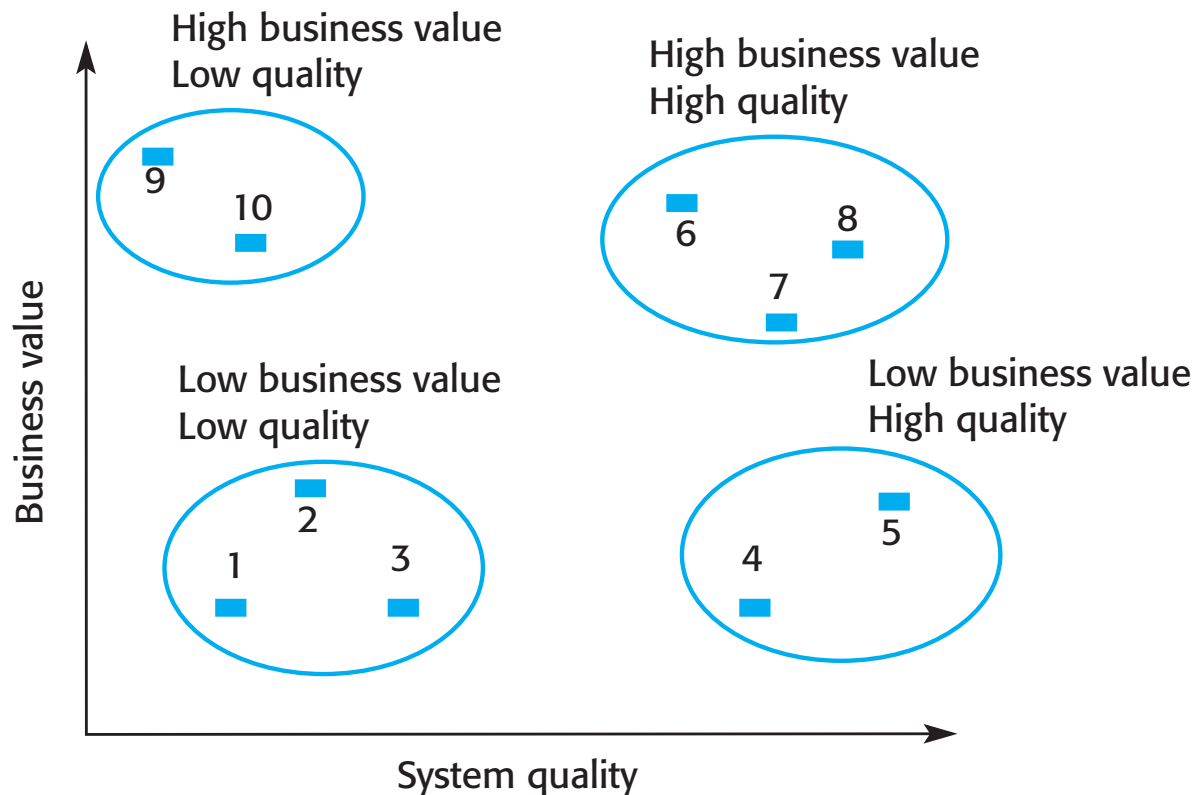 High business value
Low quality
High business value
High quality
9
10
6
8
7
Business value
Low business value
Low quality
Low business value
High quality
2
1
3
5
4
System quality